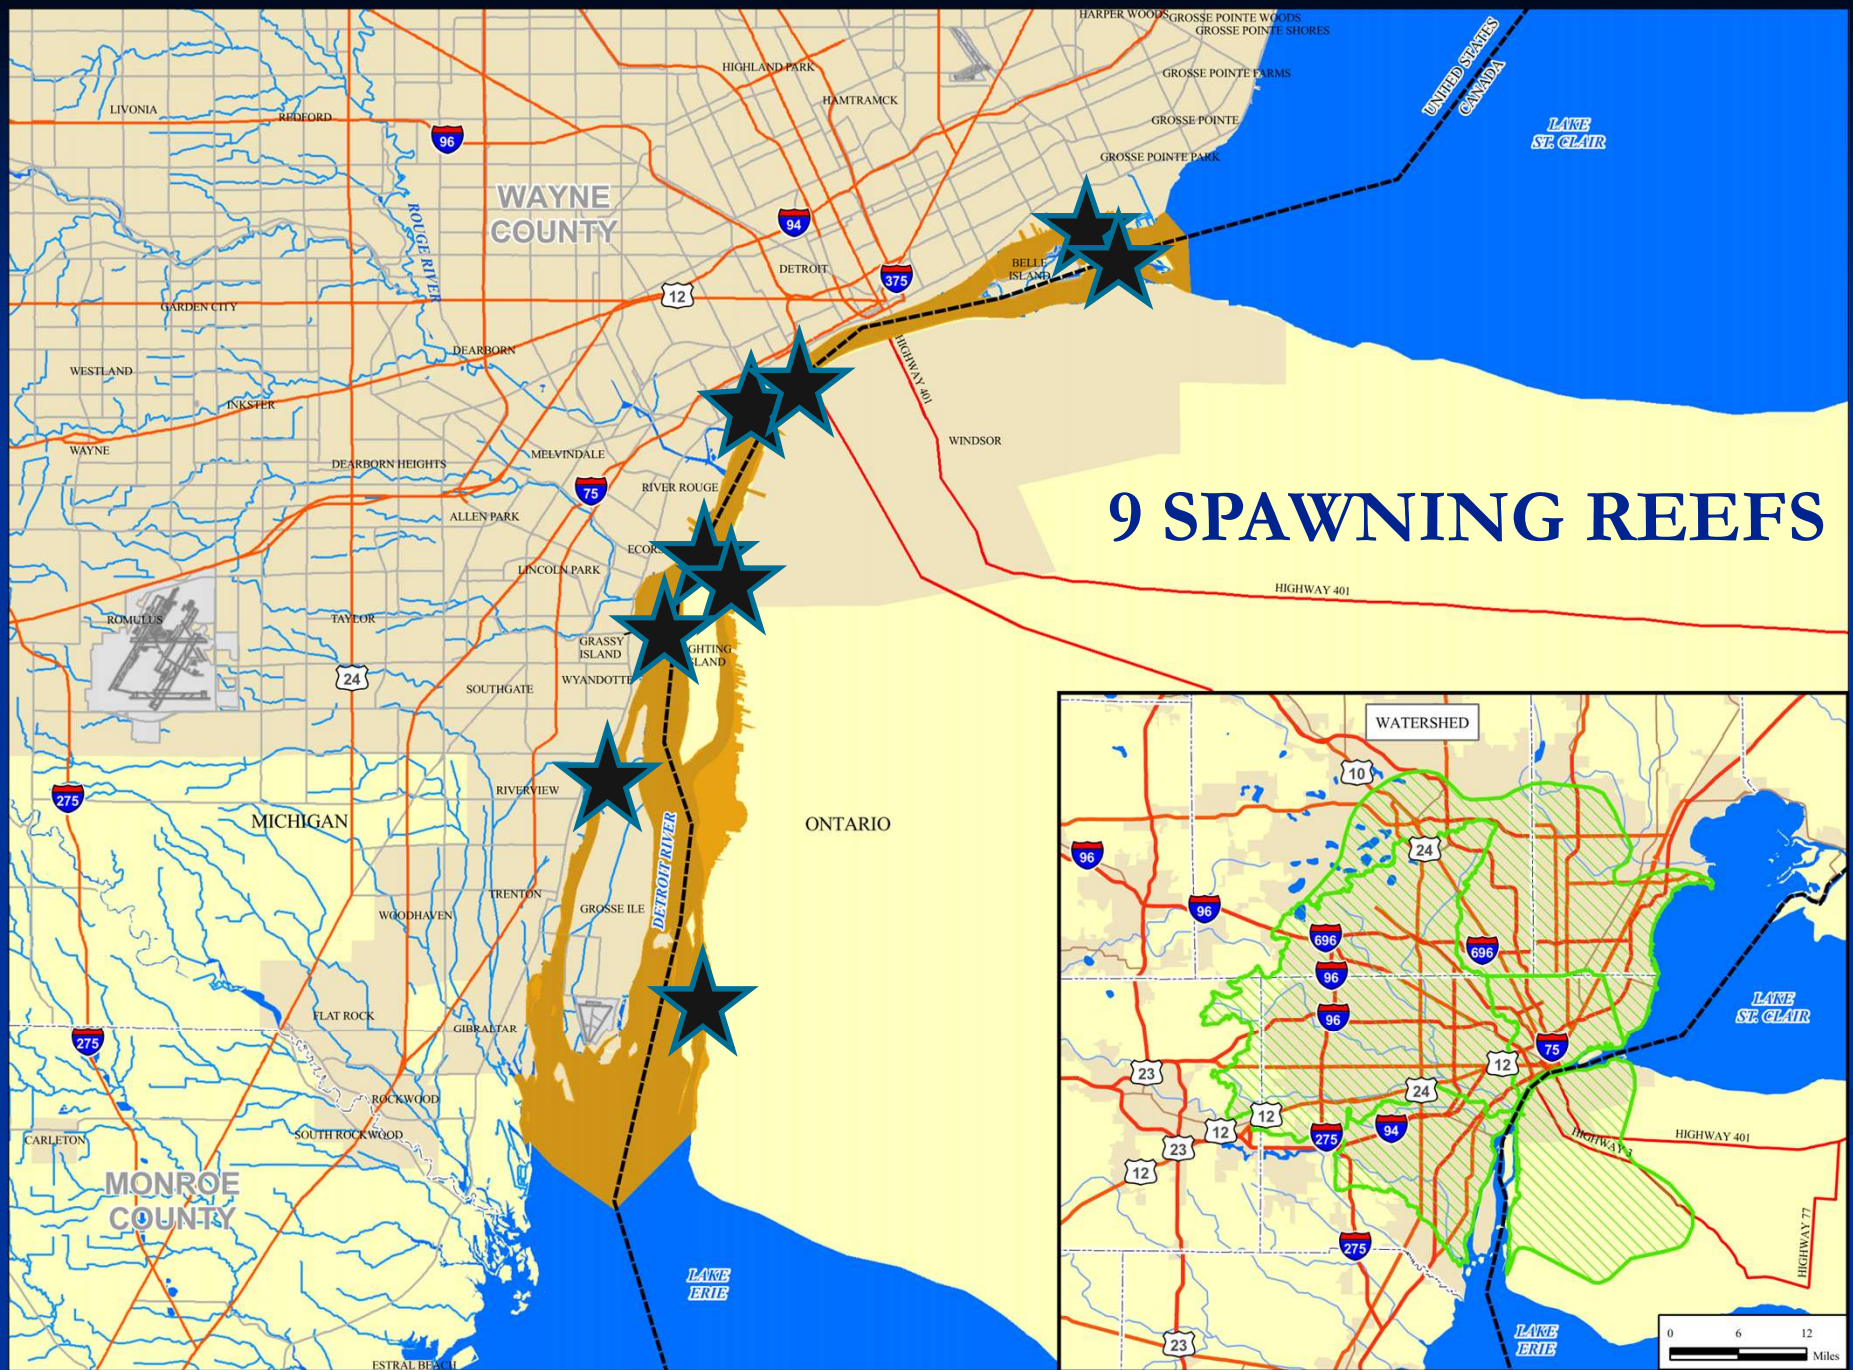 HARPER WOODS
GROSSE POINTE WOODS
GROSSE POINTE SHORES
UNITED STATES
CANADA
HIGHLAND PARK
GROSSE POINTE FARMS
HAMTRAMCK
LIVONIA
REDFORD
GROSSE POINTE
LAKE
ST. CLAIR
96
GROSSE POINTE PARK
WAYNE
COUNTY
ROUGE RIVER
94
DETROIT
BELLE
ISLAND
375
12
GARDEN CITY
DEARBORN
HIGHWAY 401
WESTLAND
INKSTER
WAYNE
WINDSOR
MELVINDALE
DEARBORN HEIGHTS
75
RIVER ROUGE
ALLEN PARK
9 SPAWNING REEFS
LINCOLN PARK
HIGHWAY 401
ROMULUS
TAYLOR
GRASSY
ISLAND
24
WYANDOTTE
SOUTHGATE
275
RIVERVIEW
MICHIGAN
ONTARIO
DETROIT RIVER
TRENTON
GROSSE ILE
WOODHAVEN
FLAT ROCK
GIBRALTAR
275
ROCKWOOD
SOUTH ROCKWOOD
CARLETON
MONROE
COUNTY
LAKE
ERIE
ESTRAL BEACH
WATERSHED
10
24
96
96
696
696
96
LAKE
ST. CLAIR
96
75
12
23
24
12
12
94
275
23
12
HIGHWAY 3
HIGHWAY 401
HIGHWAY 77
275
LAKE
ERIE
23
0 6 12
Miles